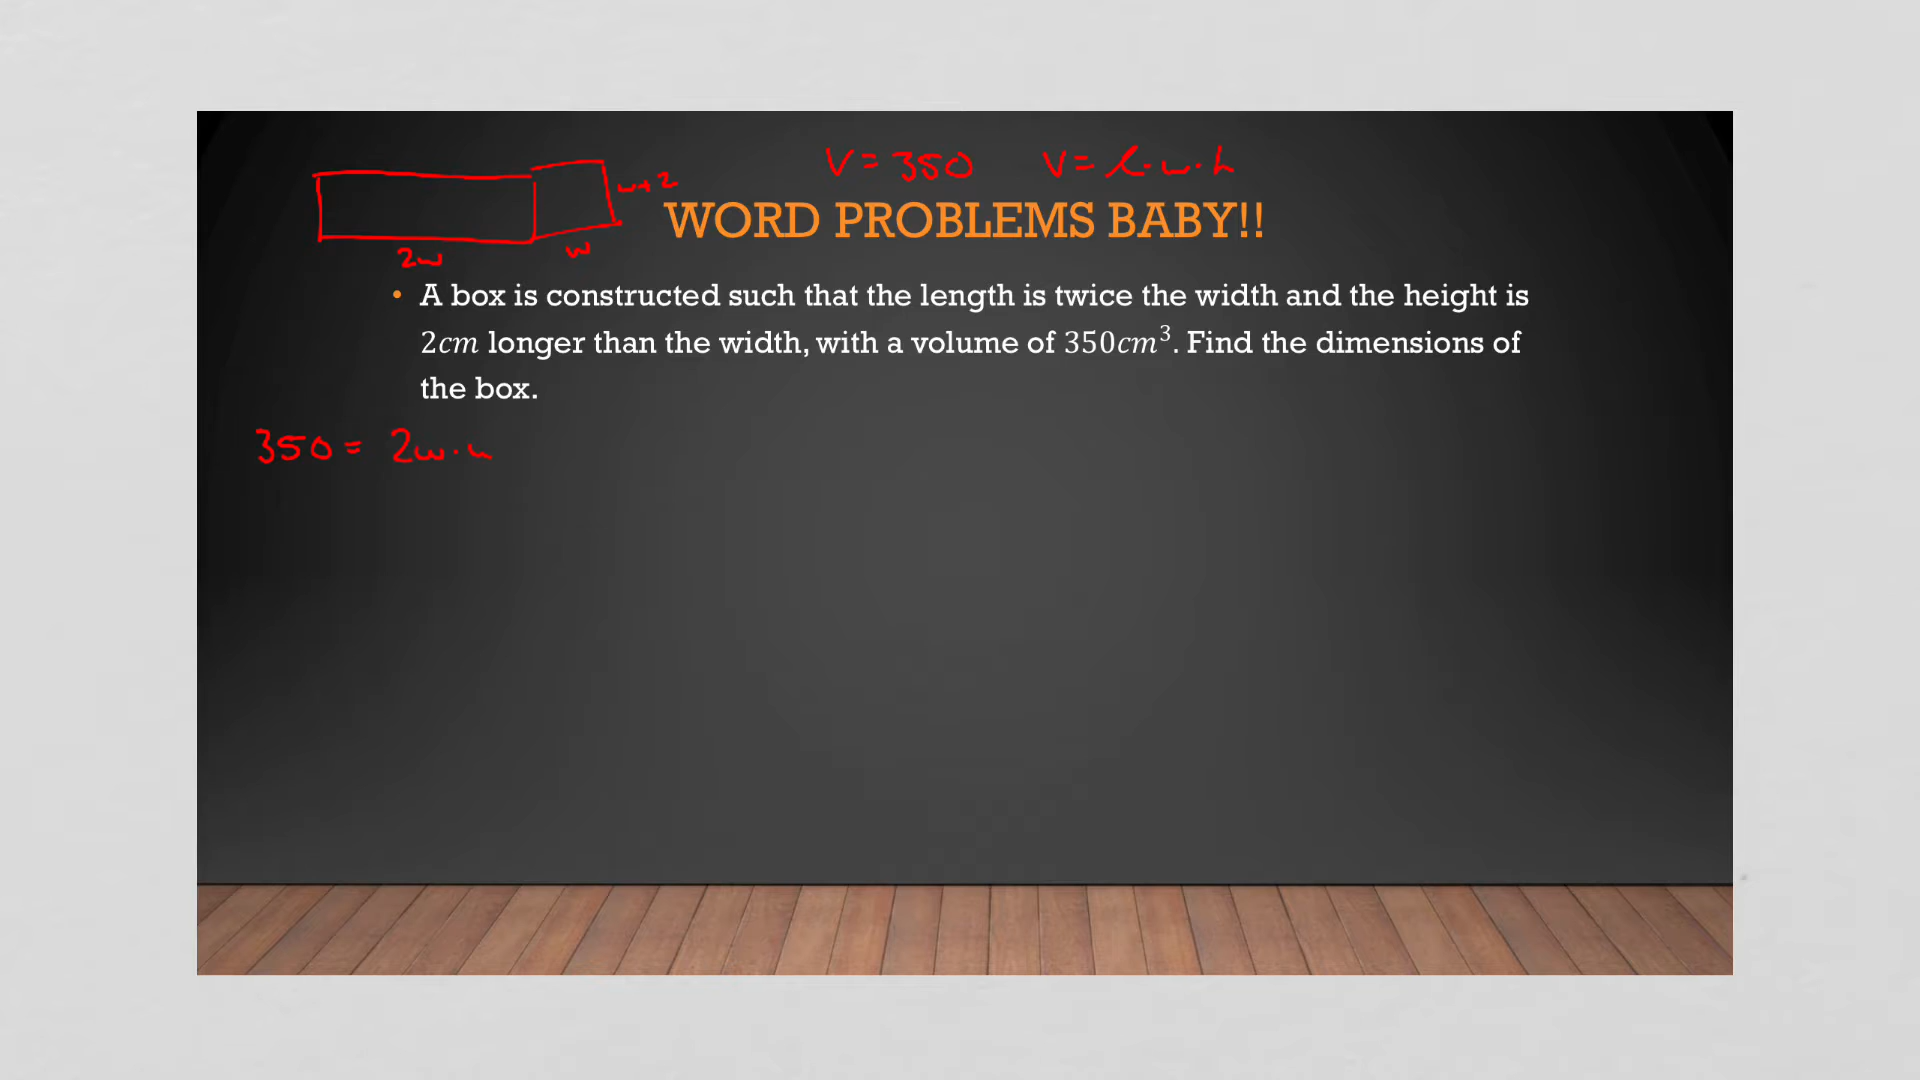 V = 350 V = l · w · h
w + 2
WORD PROBLEMS BABY!!
2w w
• A box is constructed such that the length is twice the width and the height is
2cm longer than the width, with a volume of 350cm³. Find the dimensions of
the box.
350 = 2w ·